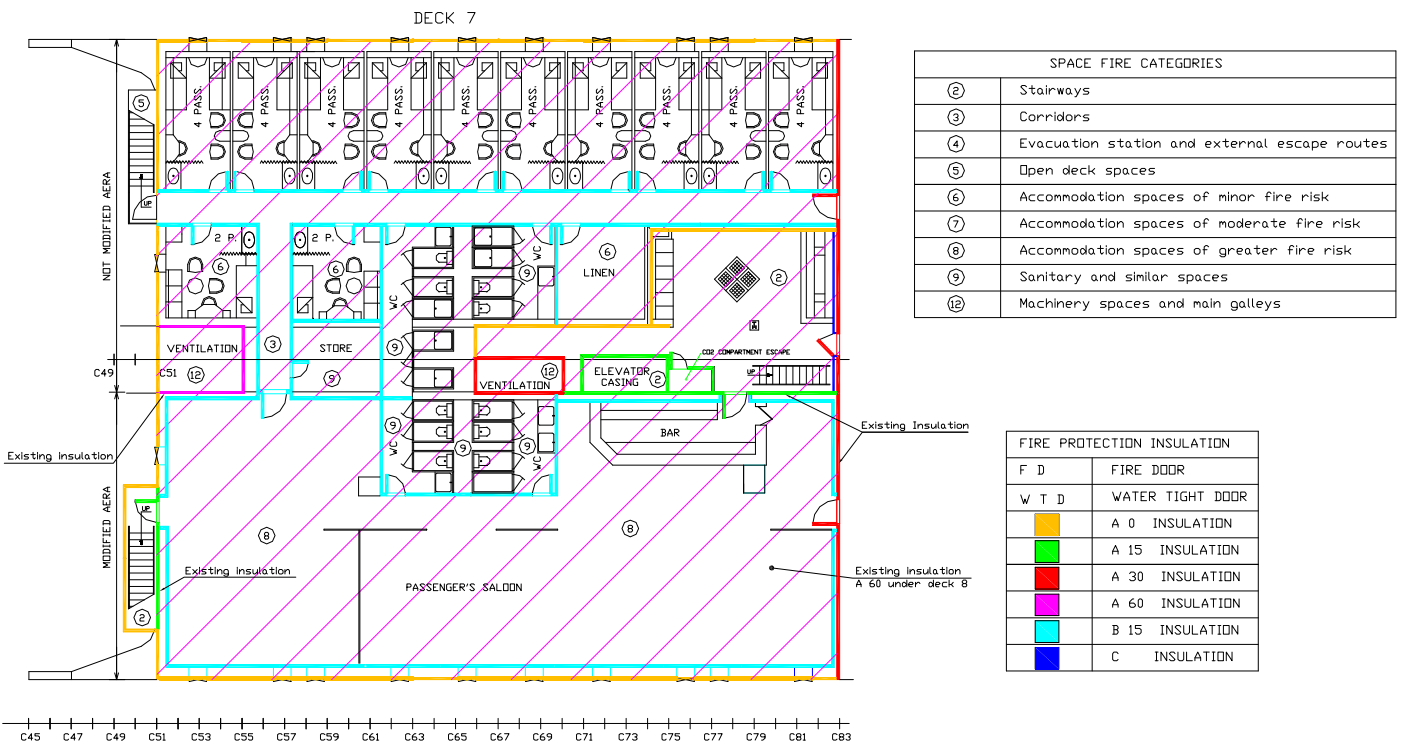 DECK 7
5
4 PASS.
4 PASS.
4 PASS.
4 PASS.
4 PASS.
4 PASS.
4 PASS.
4 PASS.
4 PASS.
4 PASS.
UP
NOT MODIFIED AERA
2 P.
2 P.
6
6
WC
WC
9
6
LINEN
2
VENTILATION
12
3
STORE
9
9
VENTILATION
12
ELEVATOR
CASING
2
CO2 COMPARTMENT ESCAPE
UP
C49
C51
Existing Insulation
MODIFIED AERA
9
WC
9
9
WC
BAR
Existing Insulation
UP
2
8
8
Existing Insulation
PASSENGER'S SALOON
Existing Insulation
A 60 under deck 8
C45 C47 C49 C51 C53 C55 C57 C59 C61 C63 C65 C67 C69 C71 C73 C75 C77 C79 C81 C83
SPACE FIRE CATEGORIES
2 Stairways
3 Corridors
4 Evacuation station and external escape routes
5 Open deck spaces
6 Accommodation spaces of minor fire risk
7 Accommodation spaces of moderate fire risk
8 Accommodation spaces of greater fire risk
9 Sanitary and similar spaces
12 Machinery spaces and main galleys
FIRE PROTECTION INSULATION
F D FIRE DOOR
W T D WATER TIGHT DOOR
A 0 INSULATION
A 15 INSULATION
A 30 INSULATION
A 60 INSULATION
B 15 INSULATION
C INSULATION